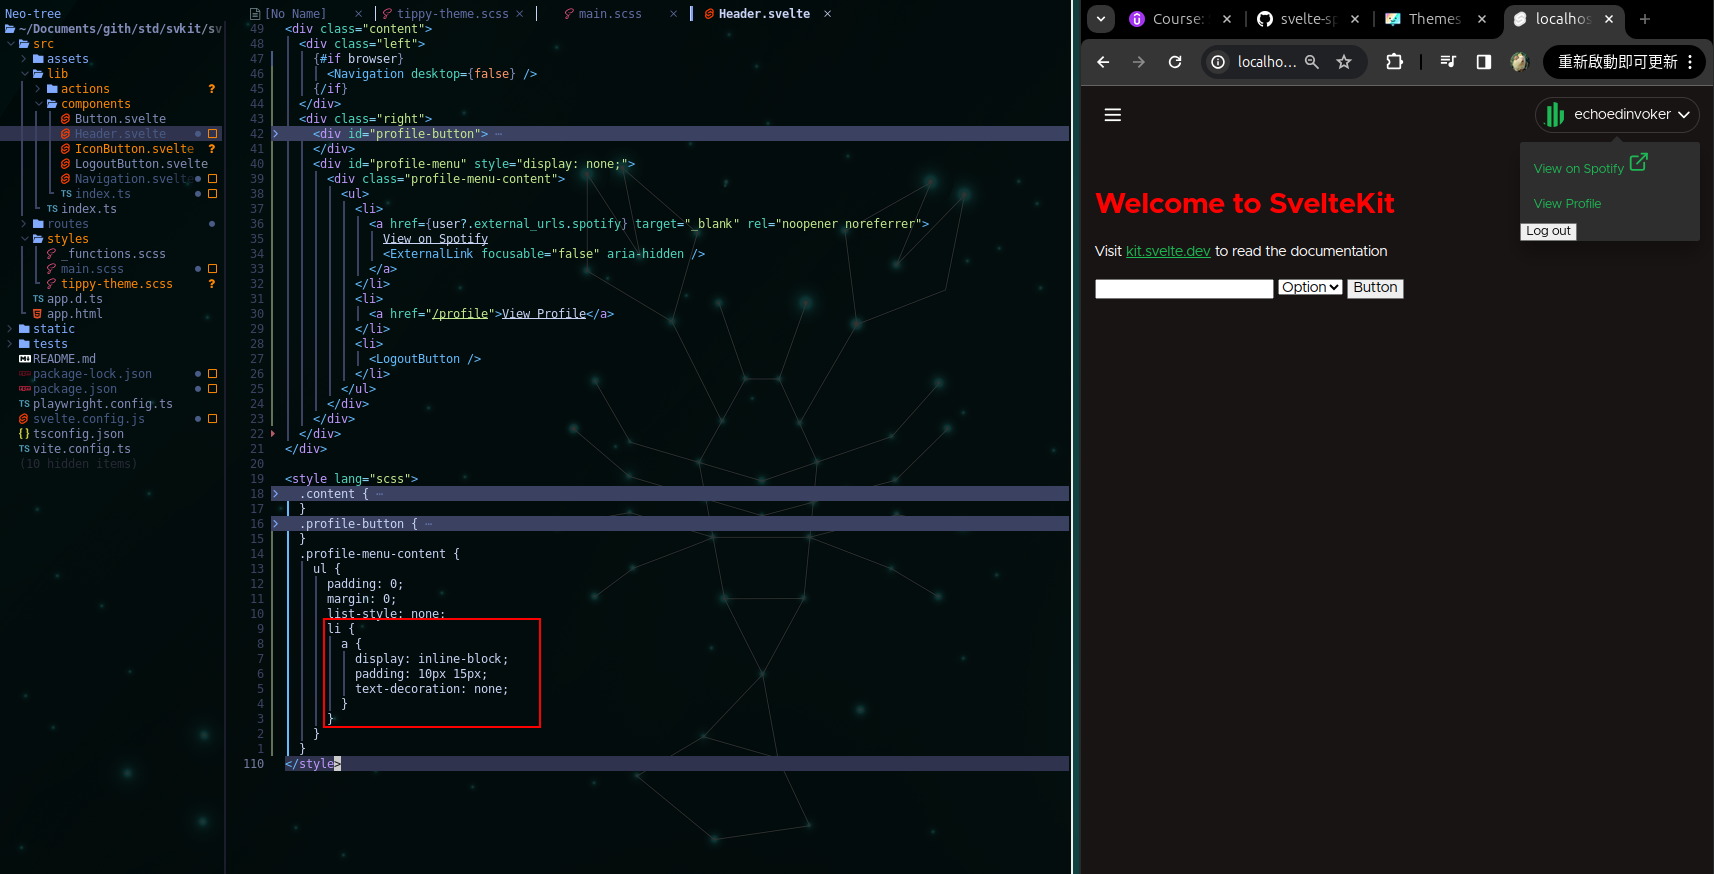 Neo-tree
~/Documents/gith/std/svkit/sv
src
assets
lib
actions ?
components
Button.svelte
Header.svelte
IconButton.svelte ?
LogoutButton.svelte
Navigation.svelte
TS index.ts
TS index.ts
routes
styles
_functions.scss
main.scss
tippy-theme.scss ?
TS app.d.ts
app.html
static
tests
README.md
package-lock.json
package.json
TS playwright.config.ts
svelte.config.js
{} tsconfig.json
TS vite.config.ts
(10 hidden items)
[No Name] × tippy-theme.scss × main.scss × Header.svelte ×
49 <div class="content">
48 <div class="left">
47 {#if browser}
46 <Navigation desktop={false} />
45 {/if}
44 </div>
43 <div class="right">
42 <div id="profile-button"> ⋯
41 </div>
40 <div id="profile-menu" style="display: none;">
39 <div class="profile-menu-content">
38 <ul>
37 <li>
36 <a href={user?.external_urls.spotify} target="_blank" rel="noopener noreferrer">
35 View on Spotify
34 <ExternalLink focusable="false" aria-hidden />
33 </a>
32 </li>
31 <li>
30 <a href="/profile">View Profile</a>
29 </li>
28 <li>
27 <LogoutButton />
26 </li>
25 </ul>
24 </div>
23 </div>
22 </div>
21 </div>
20
19 <style lang="scss">
18 .content { ⋯
17 }
16 .profile-button { ⋯
15 }
14 .profile-menu-content {
13 ul {
12 padding: 0;
11 margin: 0;
10 list-style: none;
9 li {
8 a {
7 display: inline-block;
6 padding: 10px 15px;
5 text-decoration: none;
4 }
3 }
2 }
1 }
110 </style>
Course: × svelte-sp × Themes × localhos × +
localho... 重新啟動即可更新
echoedinvoker
View on Spotify
View Profile
Log out
Welcome to SvelteKit
Visit kit.svelte.dev to read the documentation
Option Button